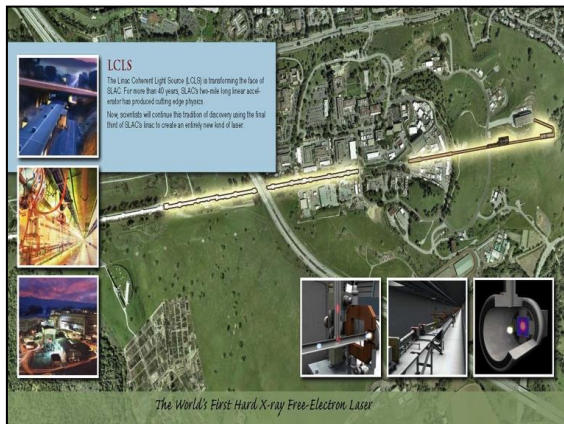 LCLS
The Linac Coherent Light Source (LCLS) is transforming the face of
SLAC. For more than 40 years, SLAC's two-mile long linear accel-
erator has produced cutting edge physics.
Now, scientists will continue this tradition of discovery using the final
third of SLAC's linac to create an entirely new kind of laser.
The World's First Hard X-ray Free-Electron Laser